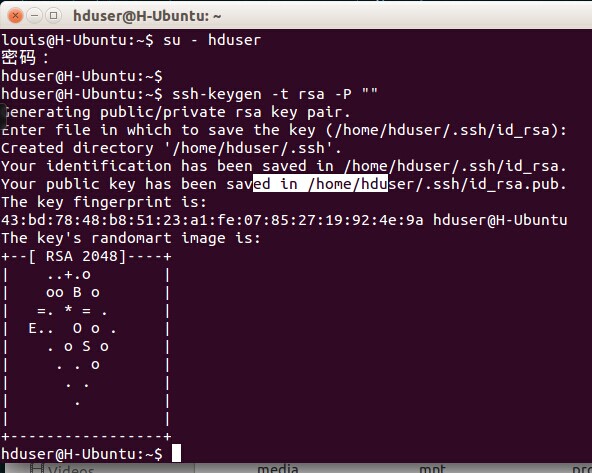 hduser@H-Ubuntu: ~
louis@H-Ubuntu:~$ su - hduser
密码：
hduser@H-Ubuntu:~$
hduser@H-Ubuntu:~$ ssh-keygen -t rsa -P ""
Generating public/private rsa key pair.
Enter file in which to save the key (/home/hduser/.ssh/id_rsa):
Created directory '/home/hduser/.ssh'.
Your identification has been saved in /home/hduser/.ssh/id_rsa.
Your public key has been saved in /home/hduser/.ssh/id_rsa.pub.
The key fingerprint is:
43:bd:78:48:b8:51:23:a1:fe:07:85:27:19:92:4e:9a hduser@H-Ubuntu
The key's randomart image is:
+--[ RSA 2048]----+
|    ..+.o        |
|    oo B o       |
|   =. * = .      |
|  E..  O o .     |
|    . o S o      |
|     . . o       |
|      . .        |
|       .         |
|                 |
+-----------------+
hduser@H-Ubuntu:~$
Videos media mnt pro